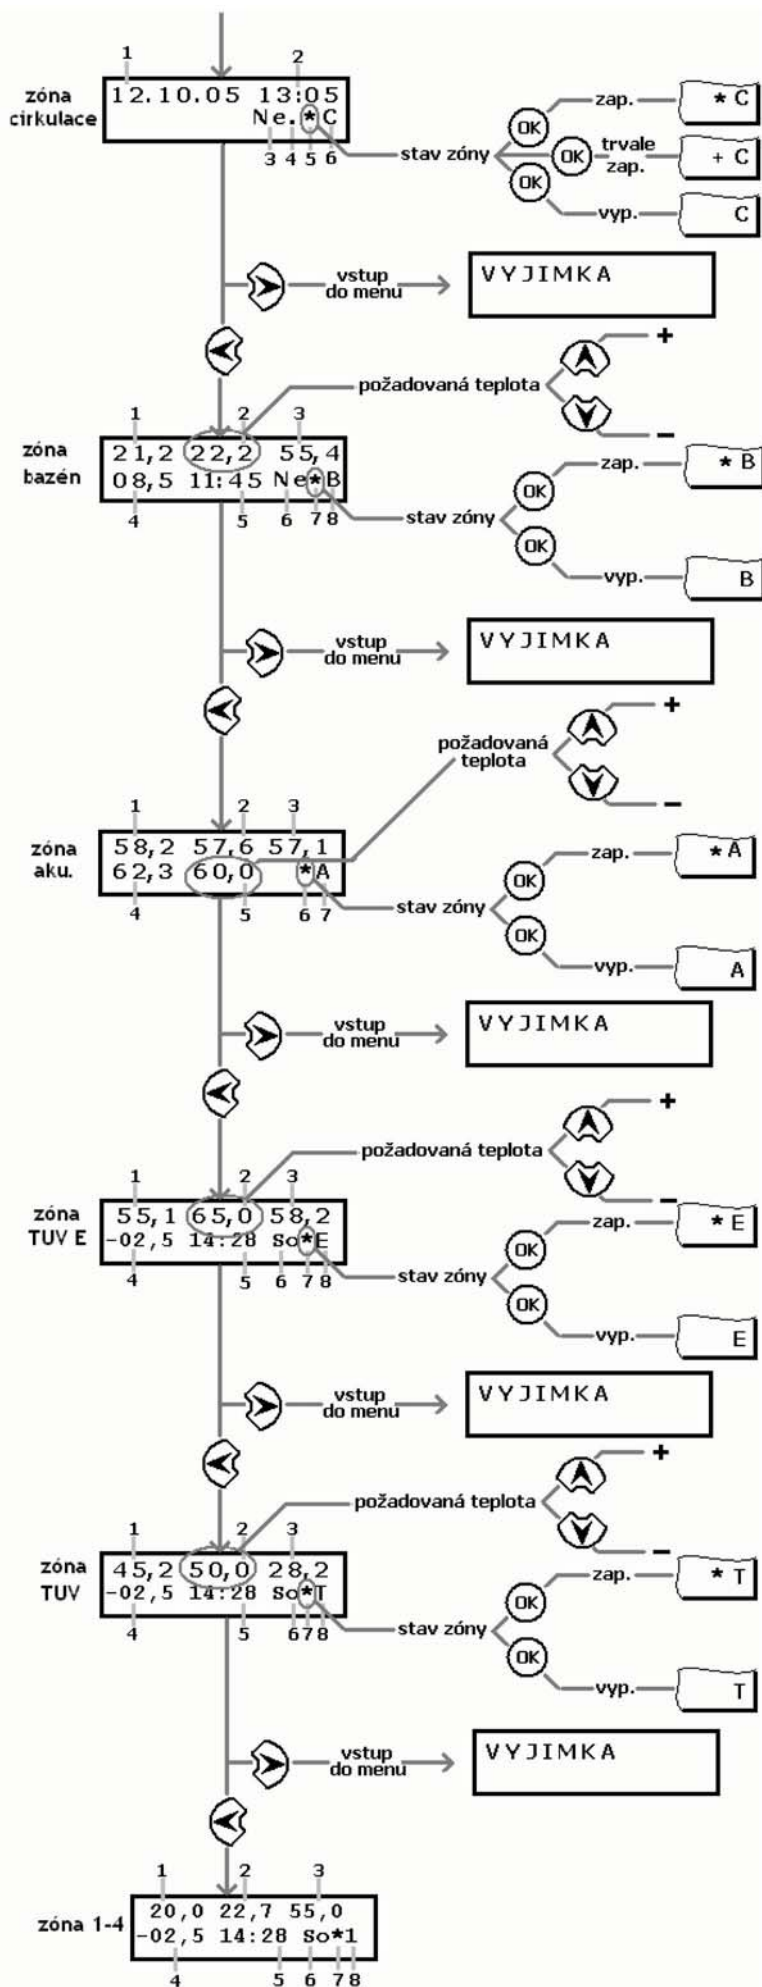 1 2
zóna
cirkulace
12.10.05 13:05
Ne.*C
3 4 5 6
stav zóny
OK
zap.
* C
OK
trvale
zap.
+ C
OK
vyp.
C
vstup
do menu
VYJIMKA
požadovaná teplota
+
−
1 2 3
zóna
bazén
21,2 22,2 55,4
08,5 11:45 Ne*B
4 5 6 7 8
stav zóny
OK
zap.
* B
OK
vyp.
B
vstup
do menu
VYJIMKA
požadovaná
teplota
+
−
1 2 3
zóna
aku.
58,2 57,6 57,1
62,3 60,0 *A
4 5 6 7
stav zóny
OK
zap.
* A
OK
vyp.
A
vstup
do menu
VYJIMKA
požadovaná teplota
+
−
1 2 3
zóna
TUV E
55,1 65,0 58,2
-02,5 14:28 So*E
4 5 6 7 8
stav zóny
OK
zap.
* E
OK
vyp.
E
vstup
do menu
VYJIMKA
požadovaná teplota
+
−
1 2 3
zóna
TUV
45,2 50,0 28,2
-02,5 14:28 So*T
4 5 6 7 8
stav zóny
OK
zap.
* T
OK
vyp.
T
vstup
do menu
VYJIMKA
1 2 3
zóna 1-4
20,0 22,7 55,0
-02,5 14:28 So*1
4 5 6 7 8